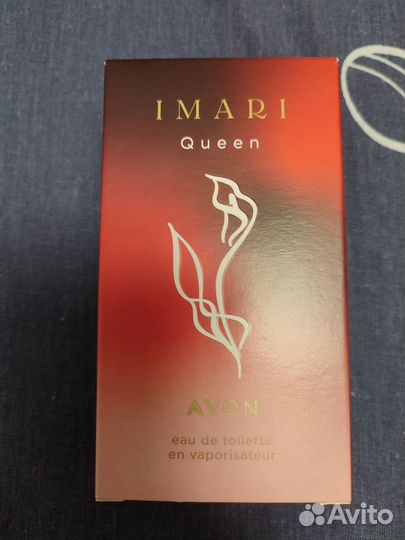 IMARI
Queen
AVON
eau de toilette
en vaporisateur
Avito